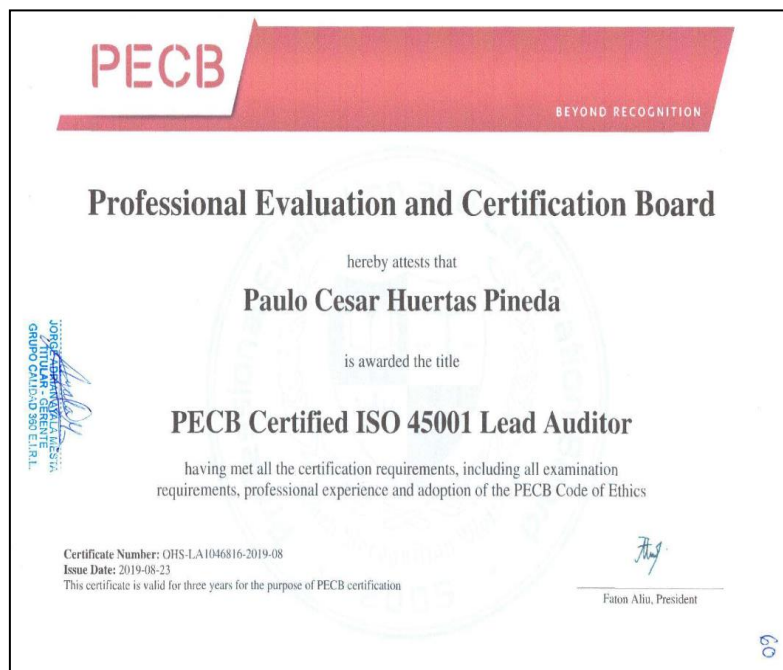 PECB
BEYOND RECOGNITION
Professional Evaluation and Certification Board
hereby attests that
Paulo Cesar Huertas Pineda
is awarded the title
PECB Certified ISO 45001 Lead Auditor
having met all the certification requirements, including all examination
requirements, professional experience and adoption of the PECB Code of Ethics
JORGE ADRIAN AYALA MESTA
TITULAR - GERENTE
GRUPO CALIDAD 360 E.I.R.L.
Certificate Number: OHS-LA1046816-2019-08
Issue Date: 2019-08-23
This certificate is valid for three years for the purpose of PECB certification
Faton Aliu, President
60